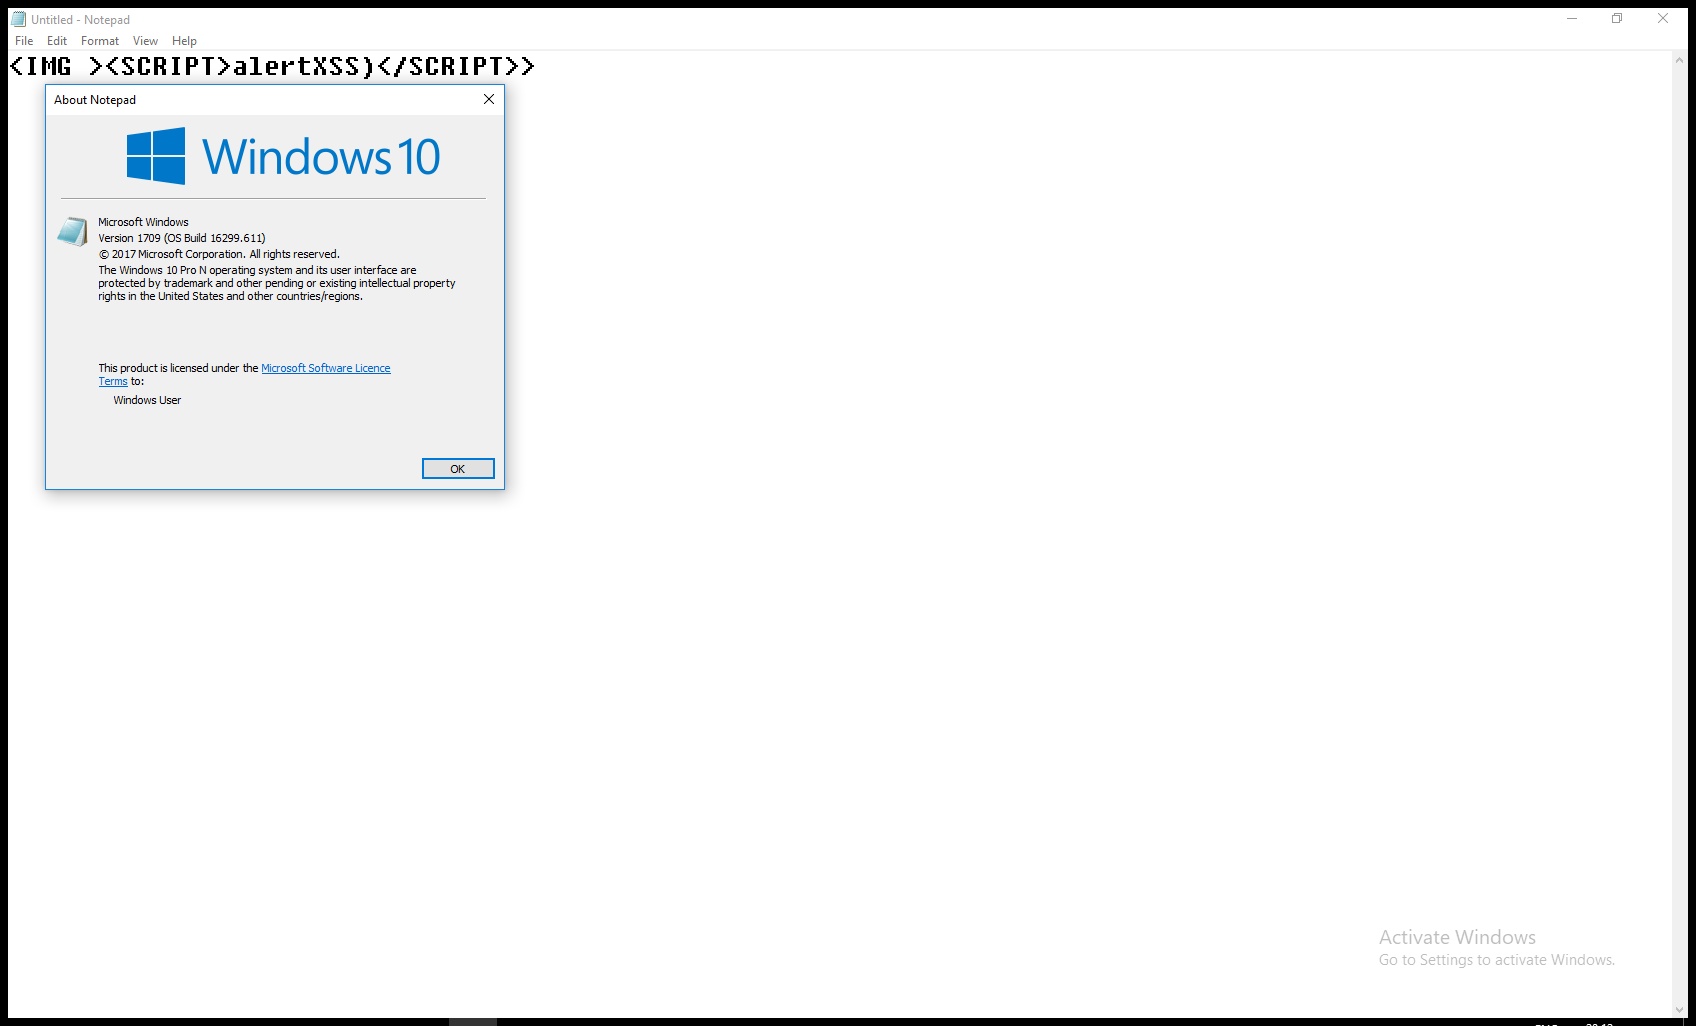 Untitled - Notepad
File Edit Format View Help
<IMG ><SCRIPT>alertXSS)</SCRIPT>>
About Notepad
Windows 10
Microsoft Windows
Version 1709 (OS Build 16299.611)
© 2017 Microsoft Corporation. All rights reserved.
The Windows 10 Pro N operating system and its user interface are
protected by trademark and other pending or existing intellectual property
rights in the United States and other countries/regions.
This product is licensed under the Microsoft Software Licence
Terms to:
Windows User
OK
Activate Windows
Go to Settings to activate Windows.